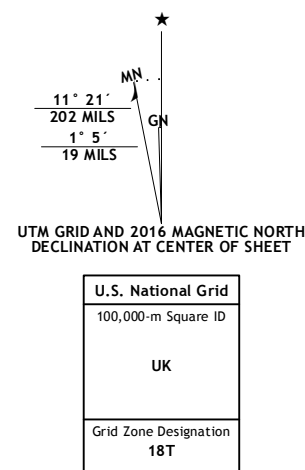 ★
MN
GN
11° 21´
202 MILS
1° 5´
19 MILS
UTM GRID AND 2016 MAGNETIC NORTH
DECLINATION AT CENTER OF SHEET
U.S. National Grid
100,000-m Square ID
UK
Grid Zone Designation
18T